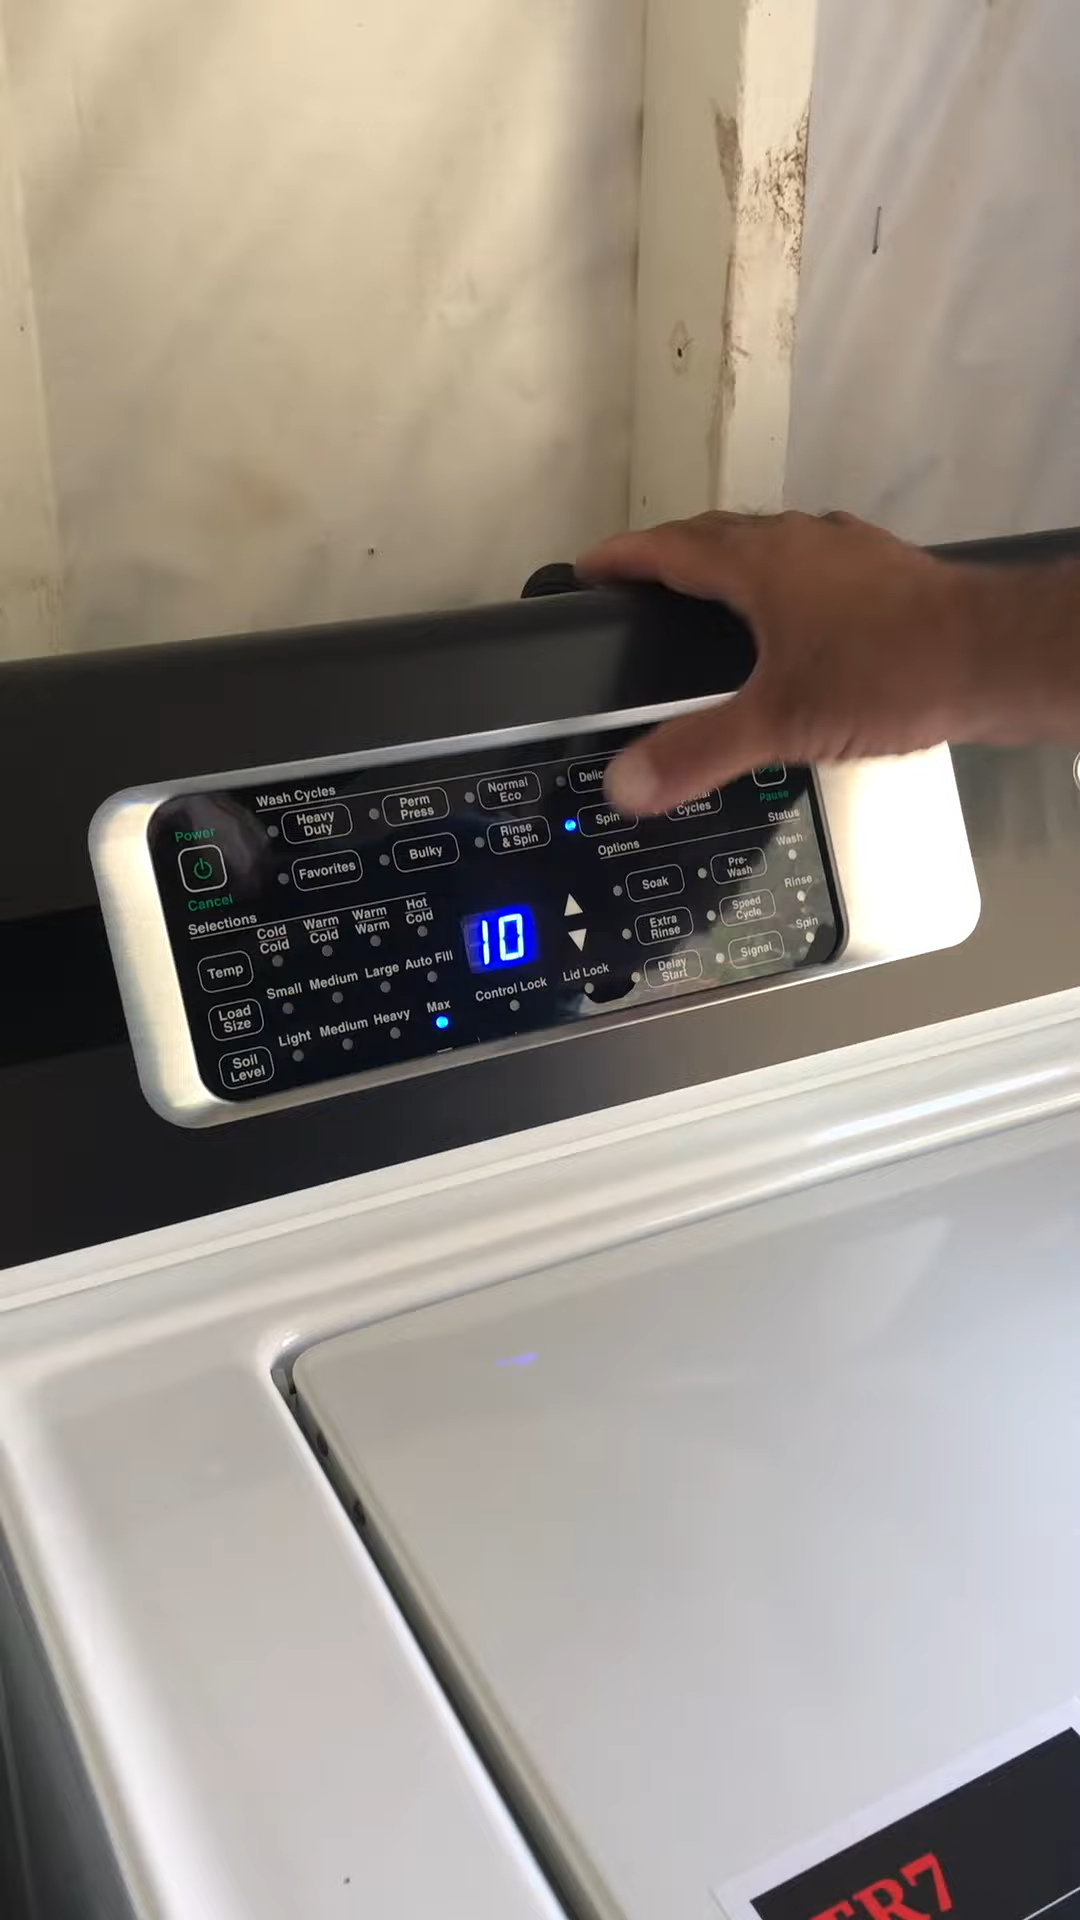 Power
Cancel
Wash Cycles
Heavy
Duty
Perm
Press
Normal
Eco
Favorites
Bulky
Rinse
& Spin
Spin
Cycles
Pause
Selections
Temp
Load
Size
Soil
Level
Cold
Cold
Warm
Cold
Warm
Warm
Hot
Cold
Small Medium Large Auto Fill
Light Medium Heavy Max
10
Control Lock
Lid Lock
Options
Soak
Pre-
Wash
Extra
Rinse
Speed
Cycle
Delay
Start
Signal
Status
Wash
Rinse
Spin
ER7